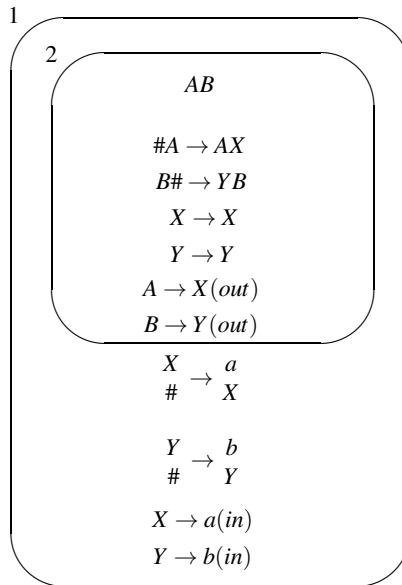 1
2
AB
#A → AX
B# → YB
X → X
Y → Y
A → X(out)
B → Y(out)
X a
# → X
Y b
# → Y
X → a(in)
Y → b(in)